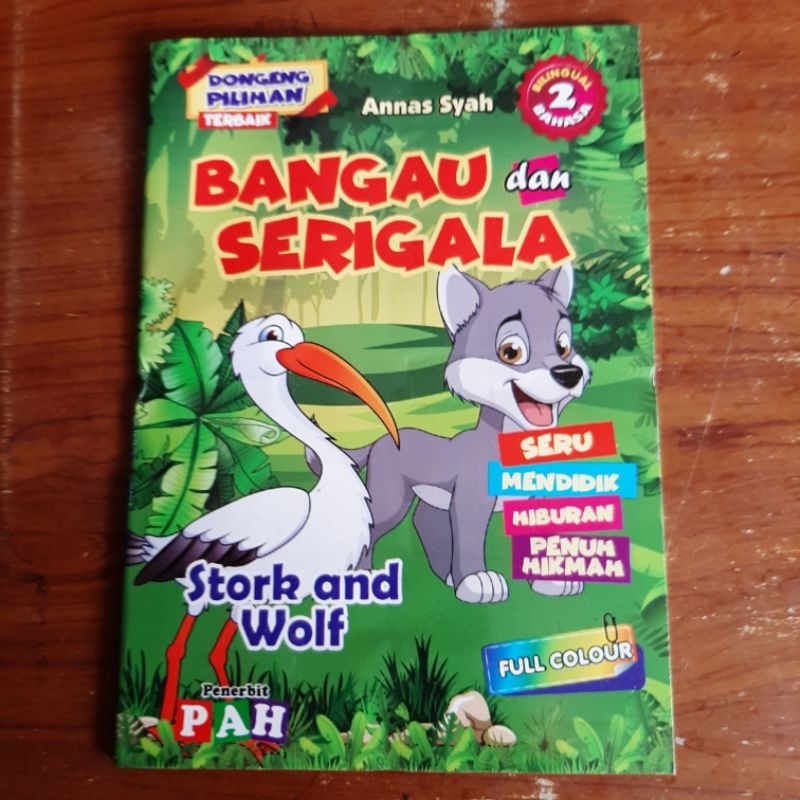 DONGENG
PILIHAN
TERBAIK
Annas Syah
BILINGUAL
2
BAHASA
BANGAU dan
SERIGALA
SERU
MENDIDIK
HIBURAN
PENUH
HIKMAH
Stork and
Wolf
FULL COLOUR
Penerbit
PAH